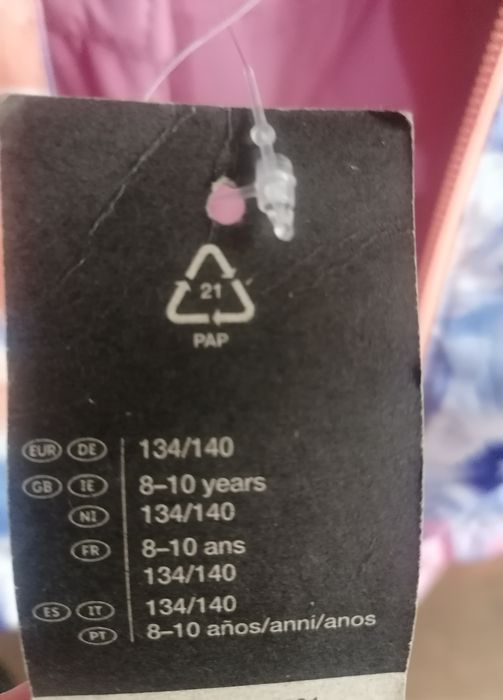 21
PAP
EUR DE 134/140
GB IE 8–10 years
NI 134/140
FR 8–10 ans
134/140
ES IT 134/140
PT 8–10 años/anni/anos